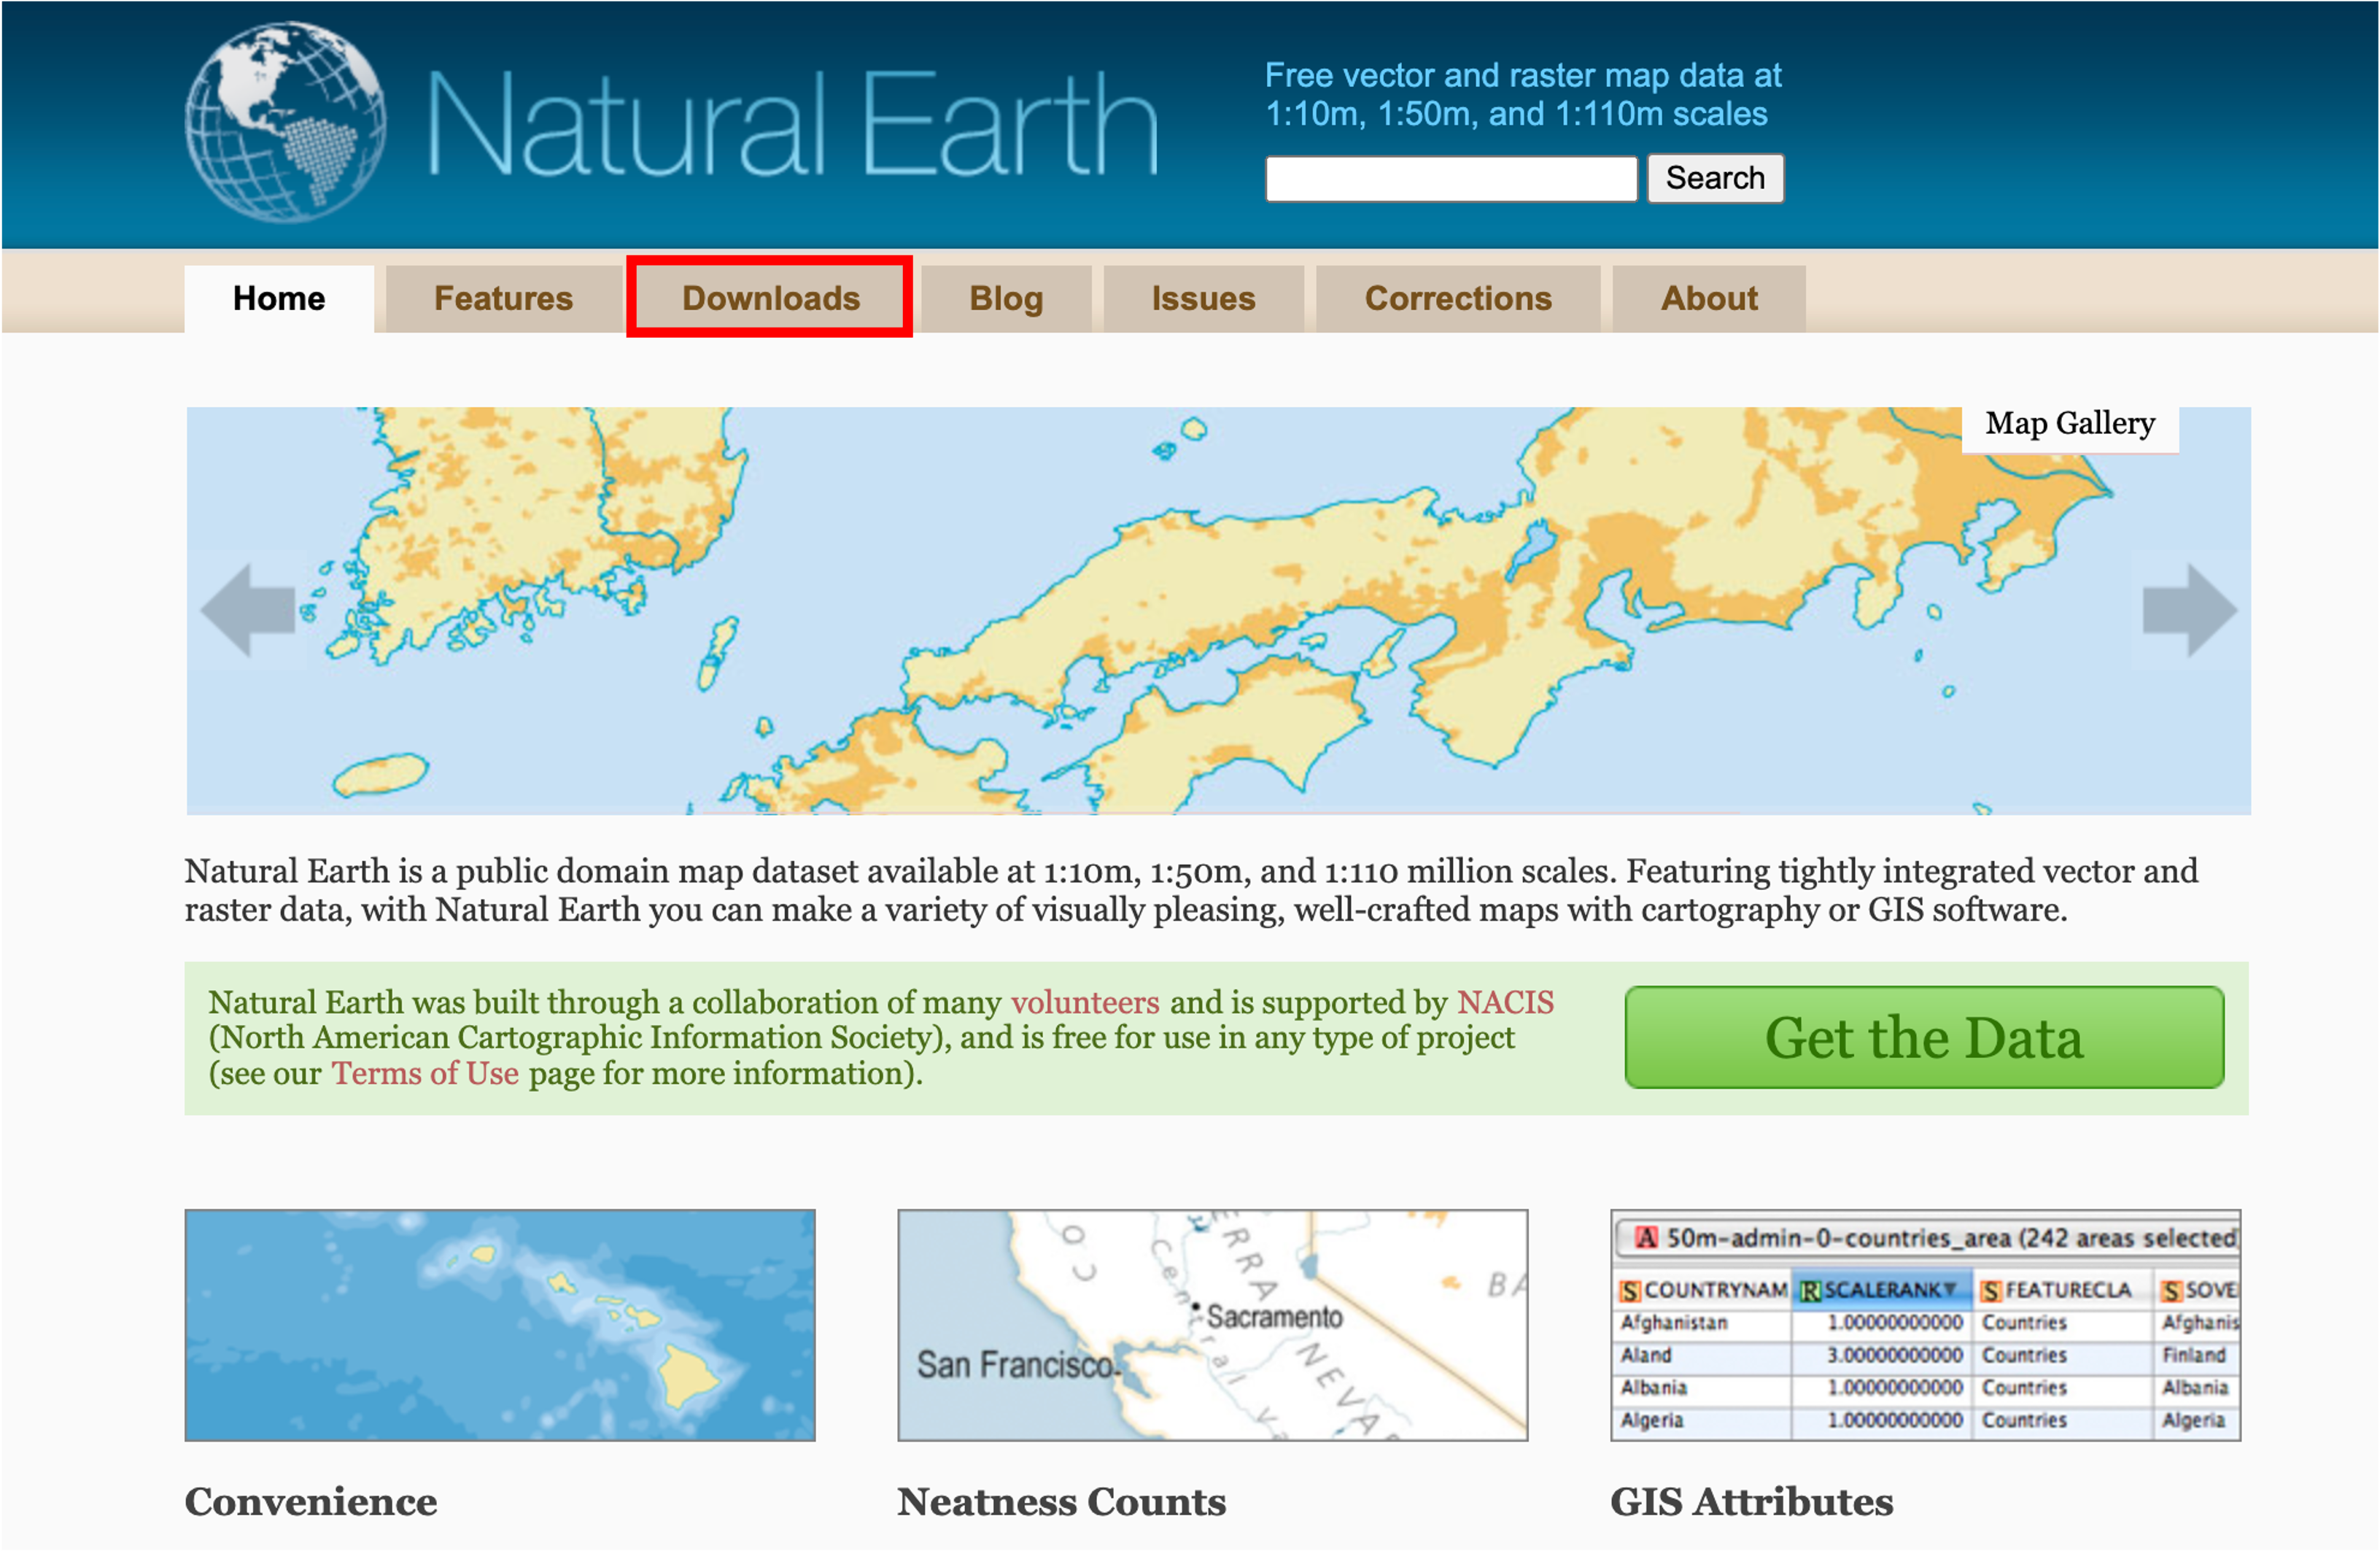 Natural Earth
Free vector and raster map data at
1:10m, 1:50m, and 1:110m scales
Search
Home
Features
Downloads
Blog
Issues
Corrections
About
Map Gallery
Natural Earth is a public domain map dataset available at 1:10m, 1:50m, and 1:110 million scales. Featuring tightly integrated vector and
raster data, with Natural Earth you can make a variety of visually pleasing, well-crafted maps with cartography or GIS software.
Natural Earth was built through a collaboration of many volunteers and is supported by NACIS
(North American Cartographic Information Society), and is free for use in any type of project
(see our Terms of Use page for more information).
Get the Data
CO
Central Va
ERRA NEVA
BA
Sacramento
San Francisco
A 50m-admin-0-countries_area (242 areas selected
S COUNTRYNAM R SCALERANK S FEATURECLA S SOVE
Afghanistan 1.00000000000 Countries Afghanis
Aland 3.00000000000 Countries Finland
Albania 1.00000000000 Countries Albania
Algeria 1.00000000000 Countries Algeria
Convenience
Neatness Counts
GIS Attributes